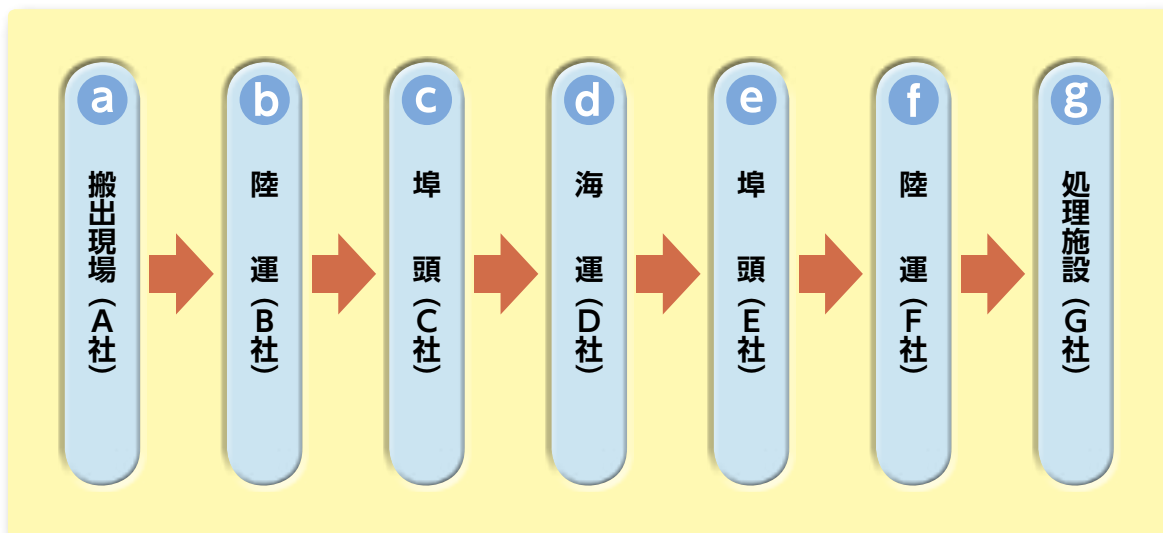 a
搬出現場(A社)
b
陸運(B社)
c
埠頭(C社)
d
海運(D社)
e
埠頭(E社)
f
陸運(F社)
g
処理施設(G社)